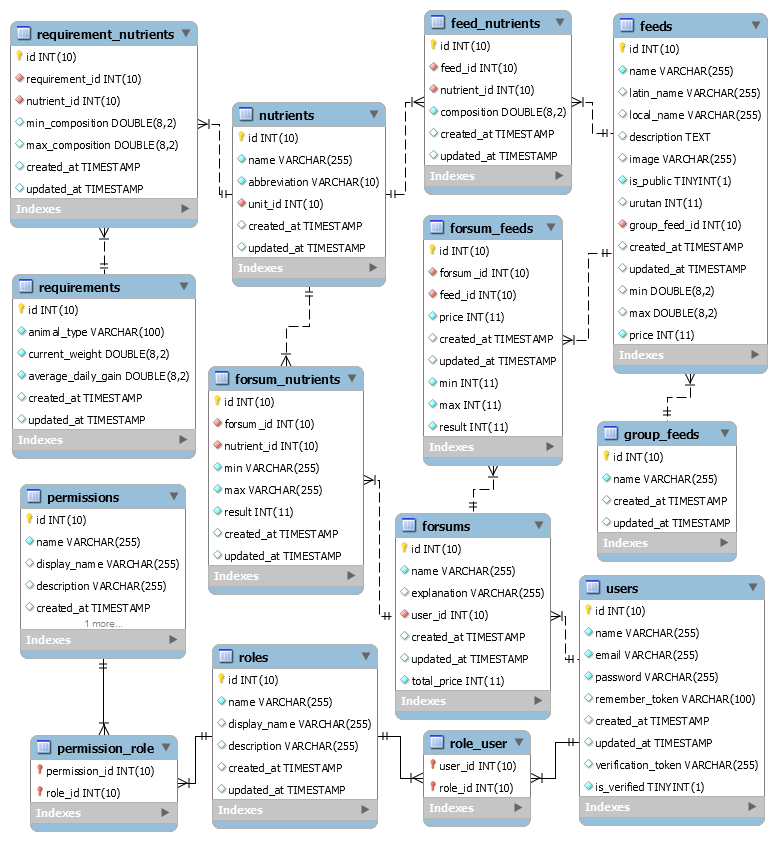 requirement_nutrients
id INT(10)
requirement_id INT(10)
nutrient_id INT(10)
min_composition DOUBLE(8,2)
max_composition DOUBLE(8,2)
created_at TIMESTAMP
updated_at TIMESTAMP
Indexes
nutrients
id INT(10)
name VARCHAR(255)
abbreviation VARCHAR(10)
unit_id INT(10)
created_at TIMESTAMP
updated_at TIMESTAMP
Indexes
feed_nutrients
id INT(10)
feed_id INT(10)
nutrient_id INT(10)
composition DOUBLE(8,2)
created_at TIMESTAMP
updated_at TIMESTAMP
Indexes
feeds
id INT(10)
name VARCHAR(255)
latin_name VARCHAR(255)
local_name VARCHAR(255)
description TEXT
image VARCHAR(255)
is_public TINYINT(1)
urutan INT(11)
group_feed_id INT(10)
created_at TIMESTAMP
updated_at TIMESTAMP
min DOUBLE(8,2)
max DOUBLE(8,2)
price INT(11)
Indexes
requirements
id INT(10)
animal_type VARCHAR(100)
current_weight DOUBLE(8,2)
average_daily_gain DOUBLE(8,2)
created_at TIMESTAMP
updated_at TIMESTAMP
Indexes
forsum_nutrients
id INT(10)
forsum_id INT(10)
nutrient_id INT(10)
min VARCHAR(255)
max VARCHAR(255)
result INT(11)
created_at TIMESTAMP
updated_at TIMESTAMP
Indexes
forsum_feeds
id INT(10)
forsum_id INT(10)
feed_id INT(10)
price INT(11)
created_at TIMESTAMP
updated_at TIMESTAMP
min INT(11)
max INT(11)
result INT(11)
Indexes
group_feeds
id INT(10)
name VARCHAR(255)
created_at TIMESTAMP
updated_at TIMESTAMP
Indexes
permissions
id INT(10)
name VARCHAR(255)
display_name VARCHAR(255)
description VARCHAR(255)
created_at TIMESTAMP
1 more...
Indexes
forsums
id INT(10)
name VARCHAR(255)
explanation VARCHAR(255)
user_id INT(10)
created_at TIMESTAMP
updated_at TIMESTAMP
total_price INT(11)
Indexes
users
id INT(10)
name VARCHAR(255)
email VARCHAR(255)
password VARCHAR(255)
remember_token VARCHAR(100)
created_at TIMESTAMP
updated_at TIMESTAMP
verification_token VARCHAR(255)
is_verified TINYINT(1)
Indexes
roles
id INT(10)
name VARCHAR(255)
display_name VARCHAR(255)
description VARCHAR(255)
created_at TIMESTAMP
updated_at TIMESTAMP
Indexes
permission_role
permission_id INT(10)
role_id INT(10)
Indexes
role_user
user_id INT(10)
role_id INT(10)
Indexes